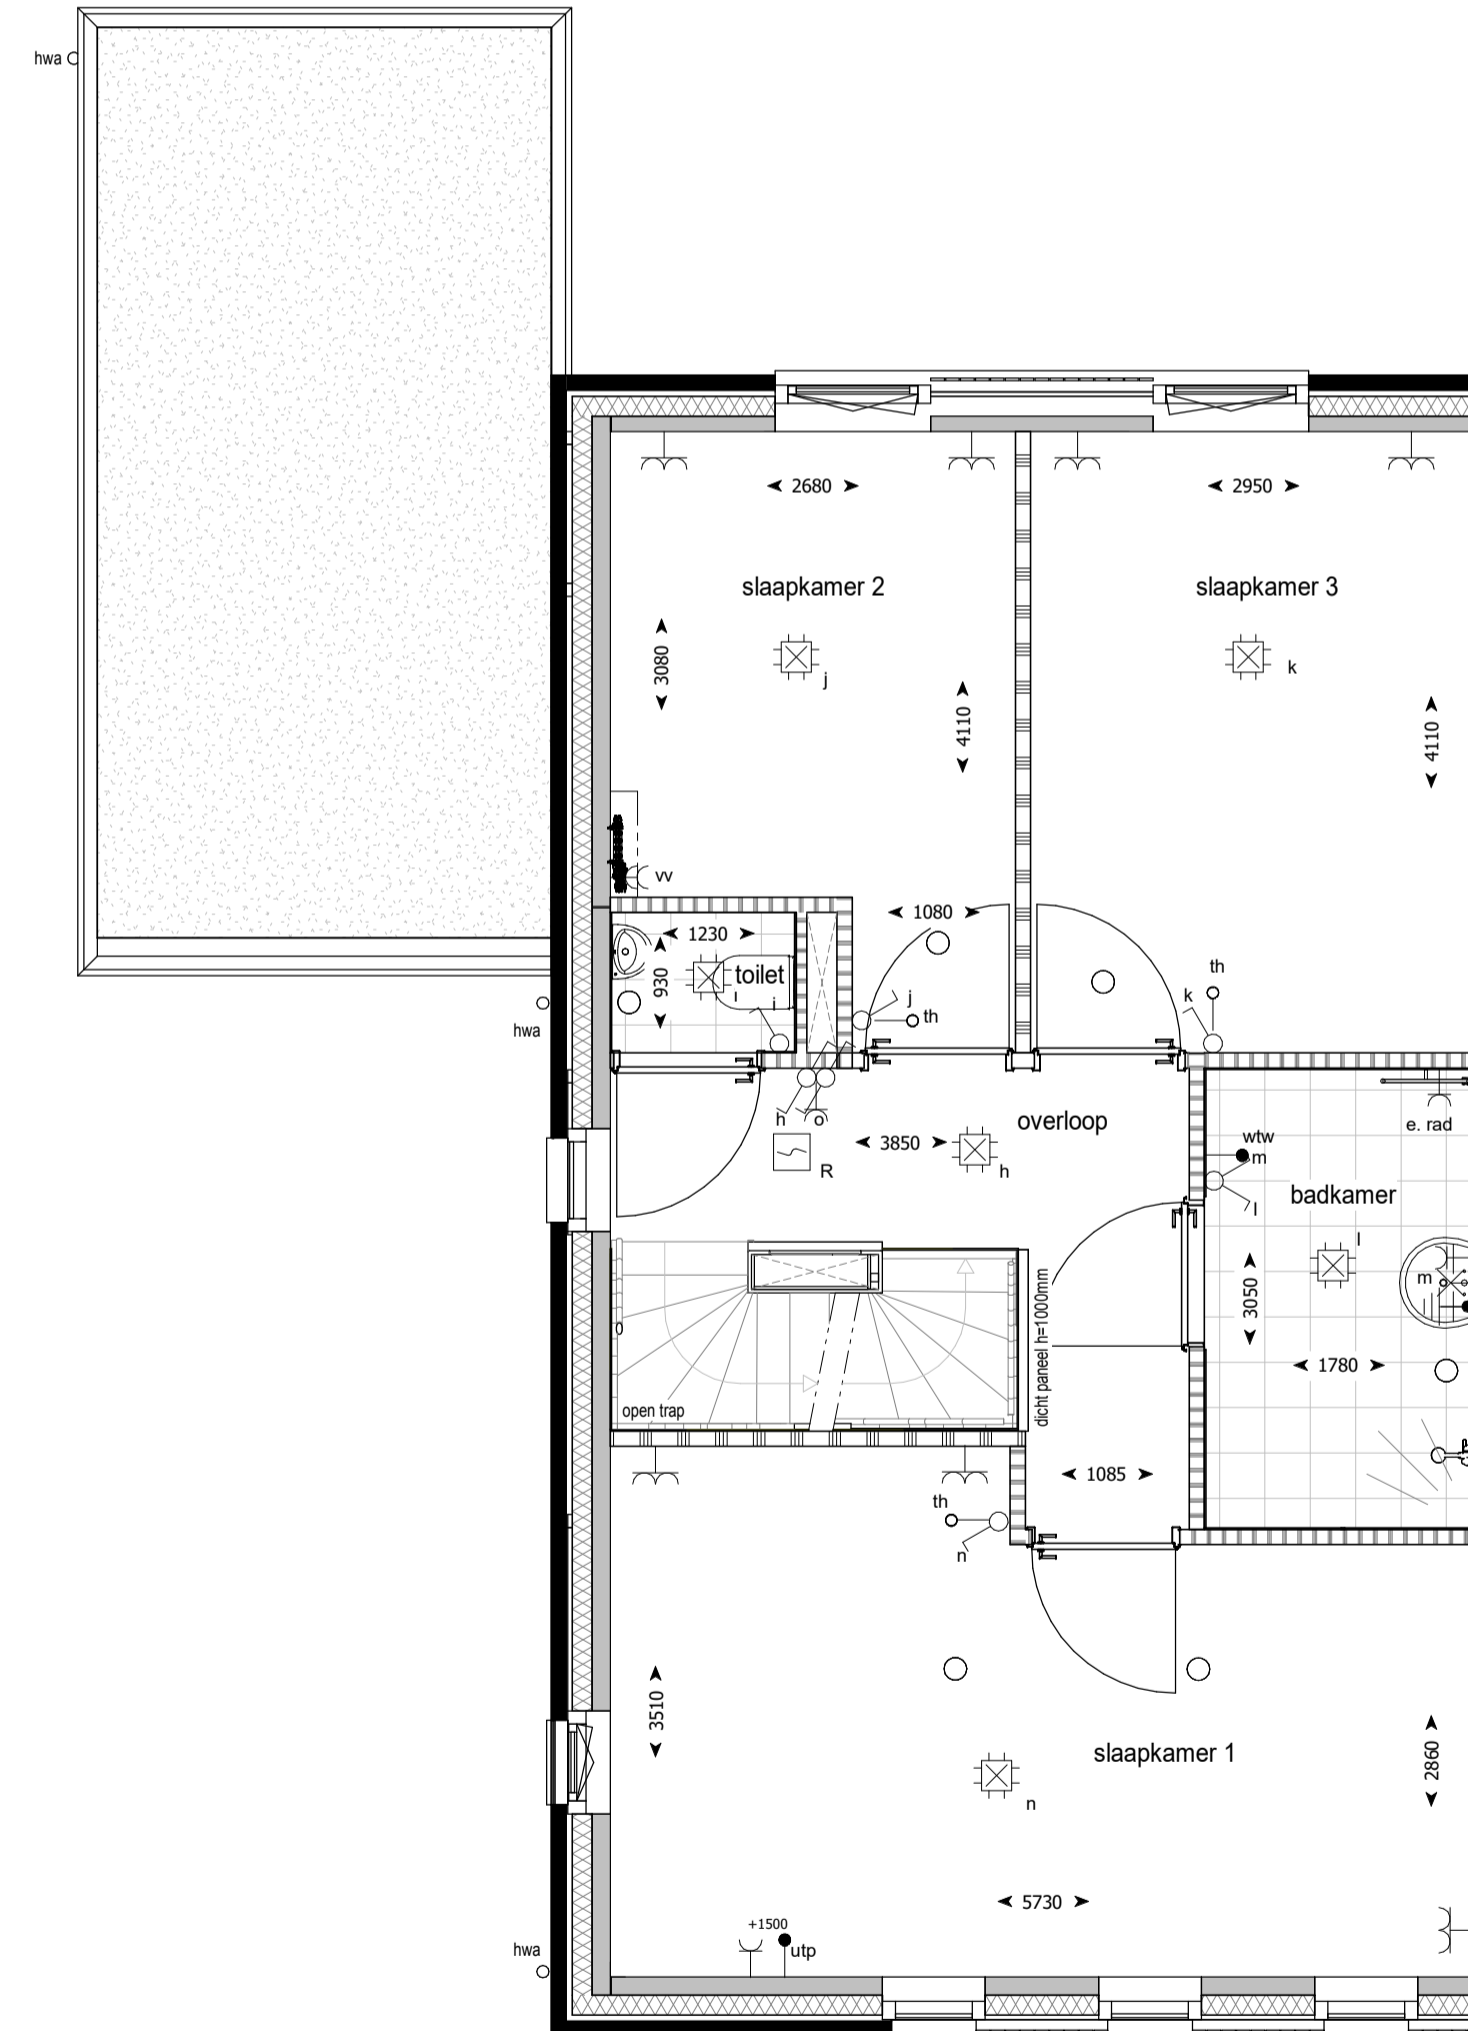 hwa
2680
2950
slaapkamer 2
slaapkamer 3
3080
j
k
4110
4110
vv
1080
1230
930
toilet
i
i
j
th
th
k
hwa
h
o
R
3850
h
overloop
e. rad
wtw
m
l
badkamer
l
m
3050
1780
0
open trap
dicht paneel h=1000mm
1085
th
n
3510
slaapkamer 1
2860
n
5730
+1500
utp
hwa